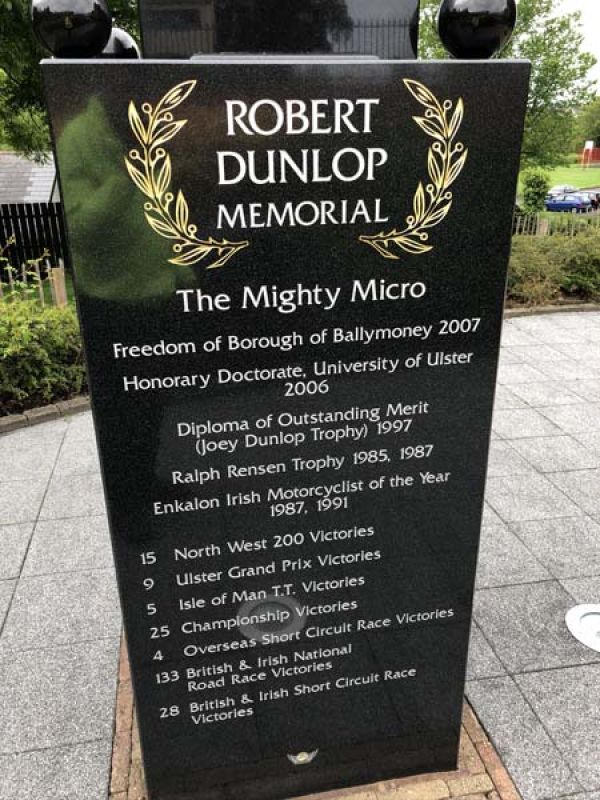 ROBERT
DUNLOP
MEMORIAL
The Mighty Micro
Freedom of Borough of Ballymoney 2007
Honorary Doctorate, University of Ulster
2006
Diploma of Outstanding Merit
(Joey Dunlop Trophy) 1997
Ralph Rensen Trophy 1985, 1987
Enkalon Irish Motorcyclist of the Year
1987, 1991
15 North West 200 Victories
9 Ulster Grand Prix Victories
5 Isle of Man T.T. Victories
25 Championship Victories
4 Overseas Short Circuit Race Victories
133 British & Irish National
Road Race Victories
28 British & Irish Short Circuit Race
Victories